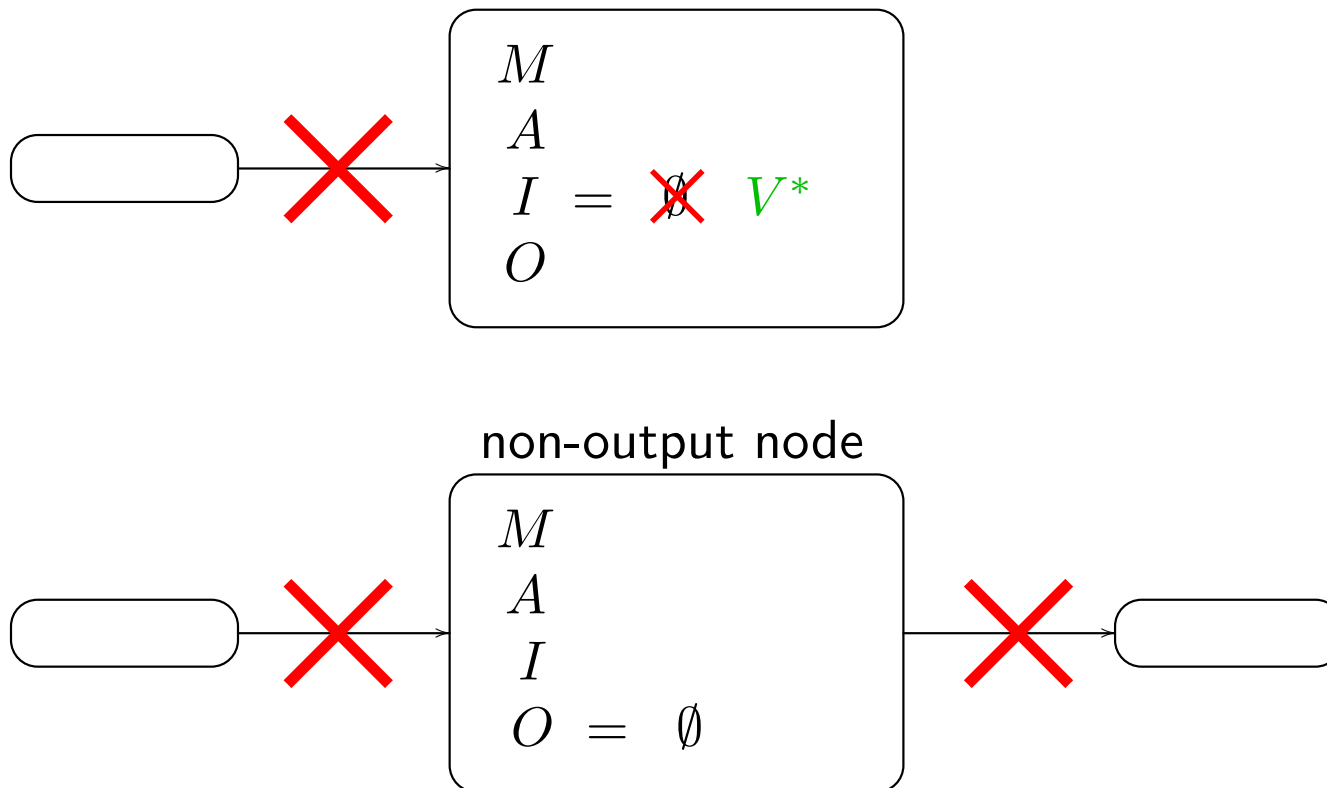 M
A
I = ∅ V*
O
non-output node
M
A
I
O = ∅